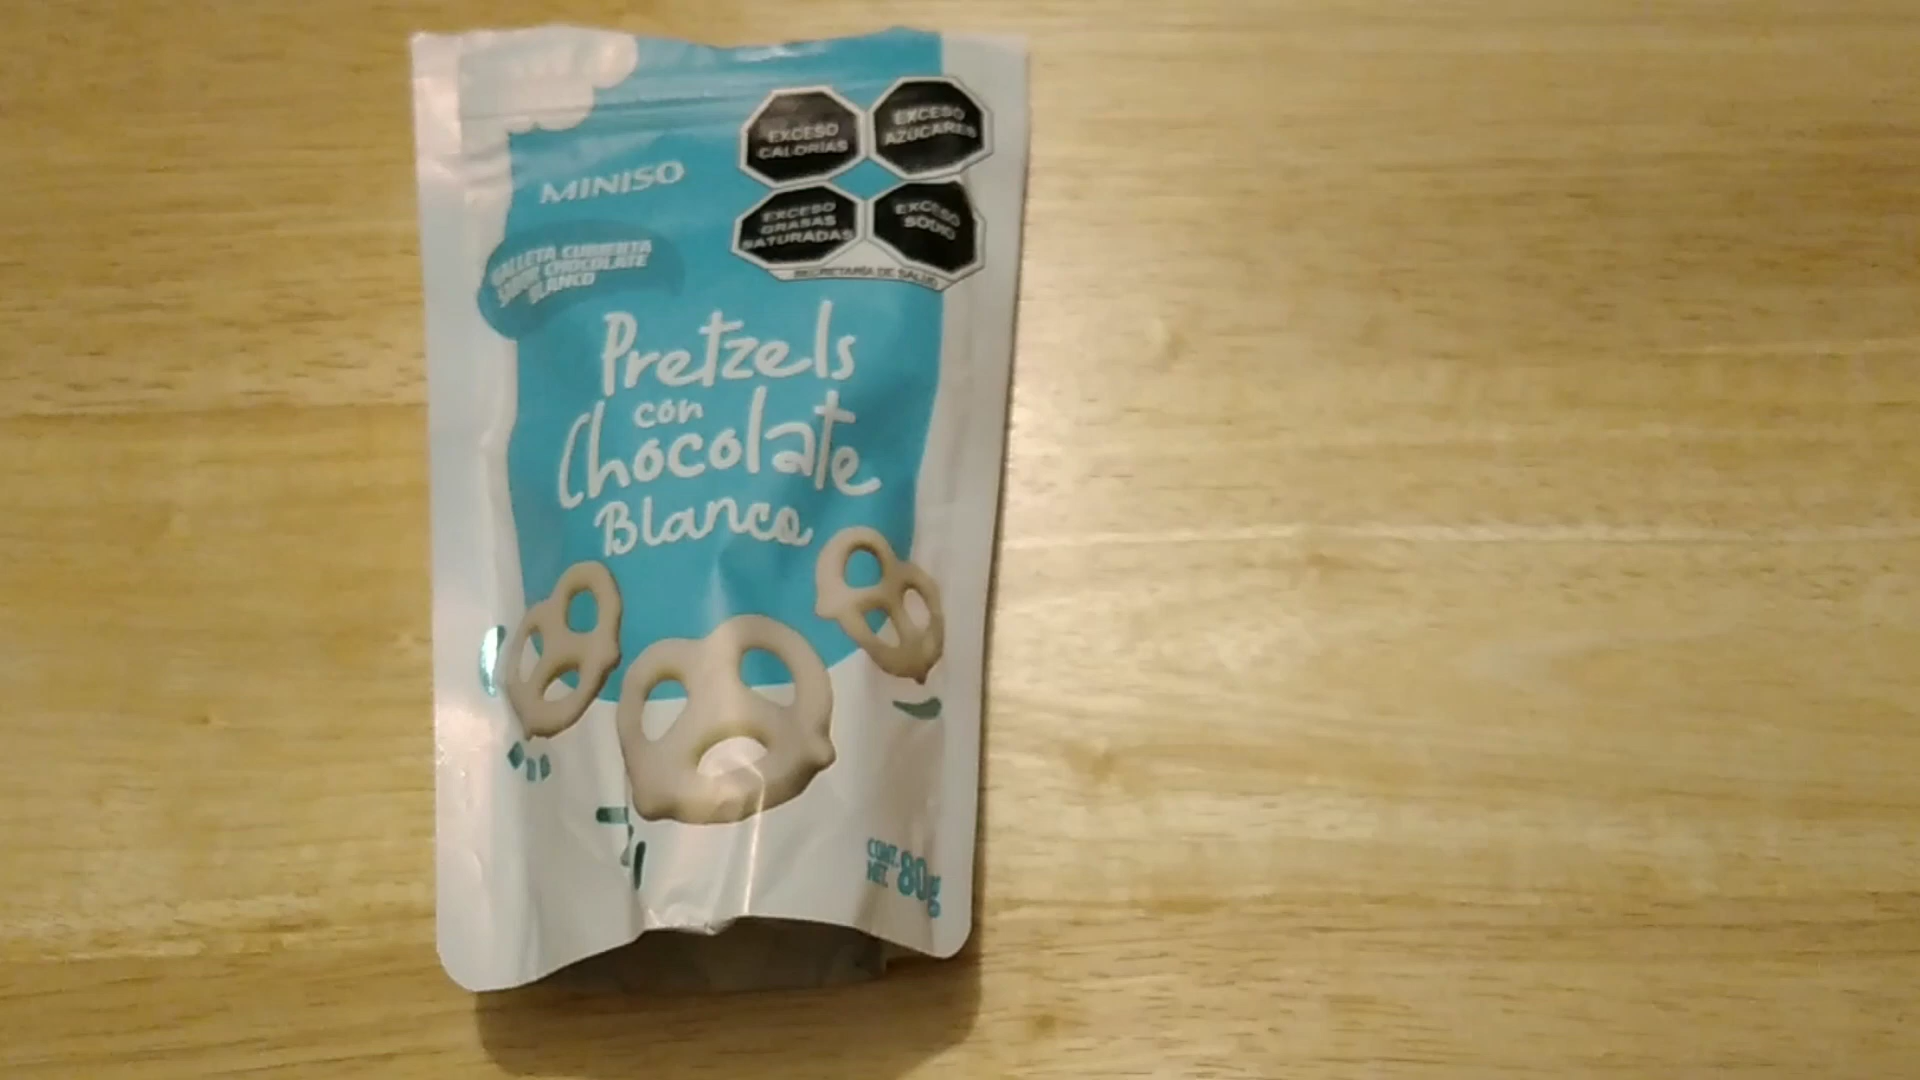 MINISO
EXCESO
CALORÍAS
EXCESO
AZÚCARES
EXCESO
GRASAS
SATURADAS
EXCESO
SODIO
SECRETARÍA DE SALUD
GALLETA CUBIERTA
SABOR CHOCOLATE
BLANCO
Pretzels
con
Chocolate
Blanco
CONT.
NET. 80g